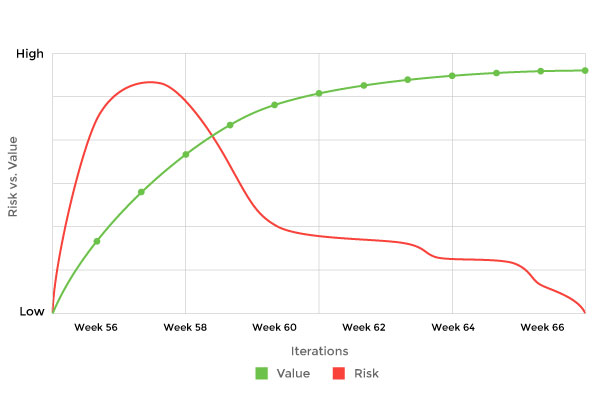 High
Risk vs. Value
Low
Week 56 Week 58 Week 60 Week 62 Week 64 Week 66
Iterations
Value Risk